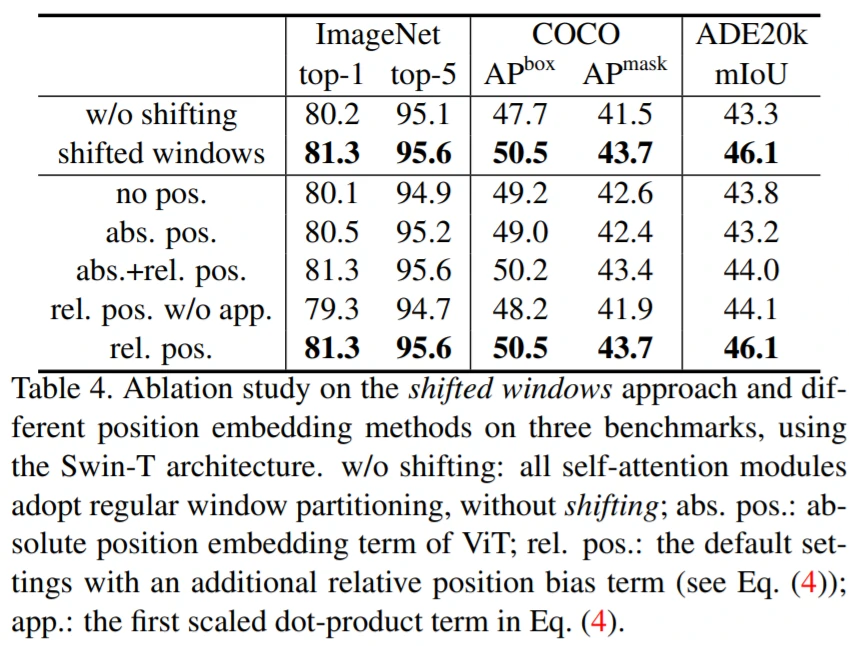 ImageNet COCO ADE20k
top-1 top-5 APbox APmask mIoU
w/o shifting 80.2 95.1 47.7 41.5 43.3
shifted windows 81.3 95.6 50.5 43.7 46.1
no pos. 80.1 94.9 49.2 42.6 43.8
abs. pos. 80.5 95.2 49.0 42.4 43.2
abs.+rel. pos. 81.3 95.6 50.2 43.4 44.0
rel. pos. w/o app. 79.3 94.7 48.2 41.9 44.1
rel. pos. 81.3 95.6 50.5 43.7 46.1
Table 4. Ablation study on the shifted windows approach and dif-
ferent position embedding methods on three benchmarks, using
the Swin-T architecture. w/o shifting: all self-attention modules
adopt regular window partitioning, without shifting; abs. pos.: ab-
solute position embedding term of ViT; rel. pos.: the default set-
tings with an additional relative position bias term (see Eq. (4));
app.: the first scaled dot-product term in Eq. (4).